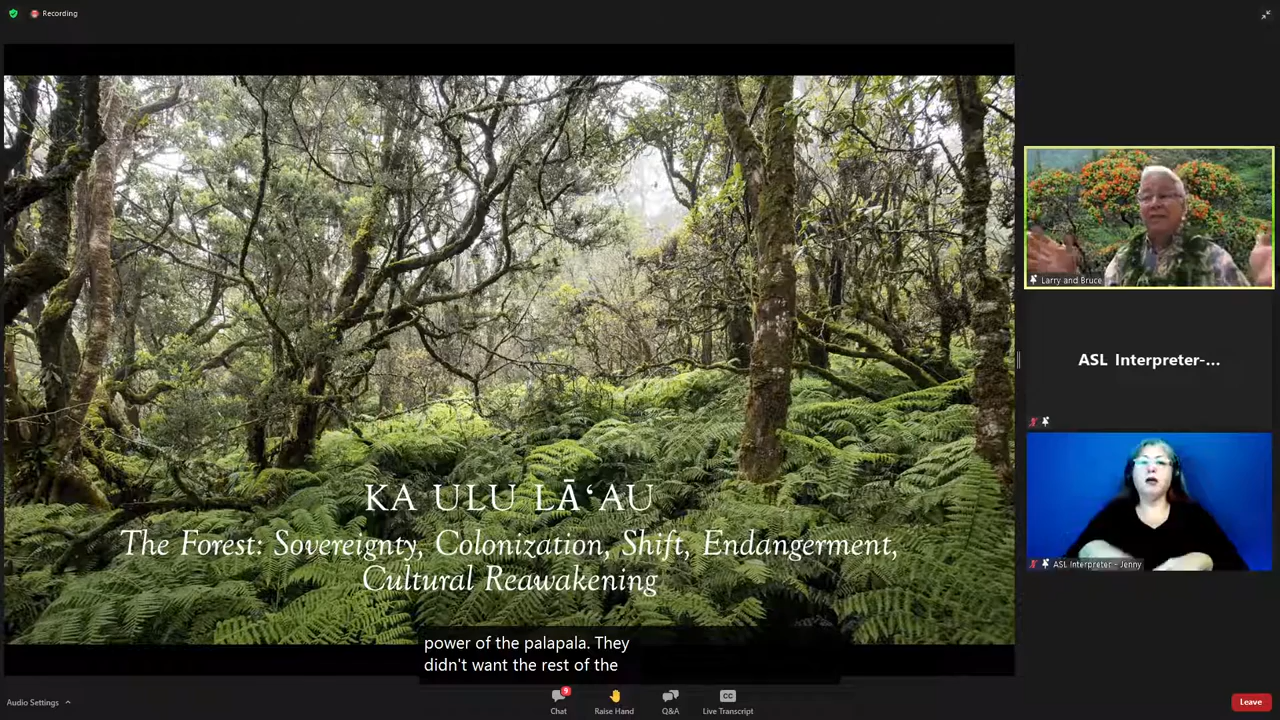 Recording
KA ULU LĀʻAU
The Forest: Sovereignty, Colonization, Shift, Endangerment,
Cultural Reawakening
power of the palapala. They
didn't want the rest of the
Larry and Bruce
ASL Interpreter-...
ASL Interpreter - Jenny
Audio Settings
9
Chat
Raise Hand
Q&A
CC
Live Transcript
Leave